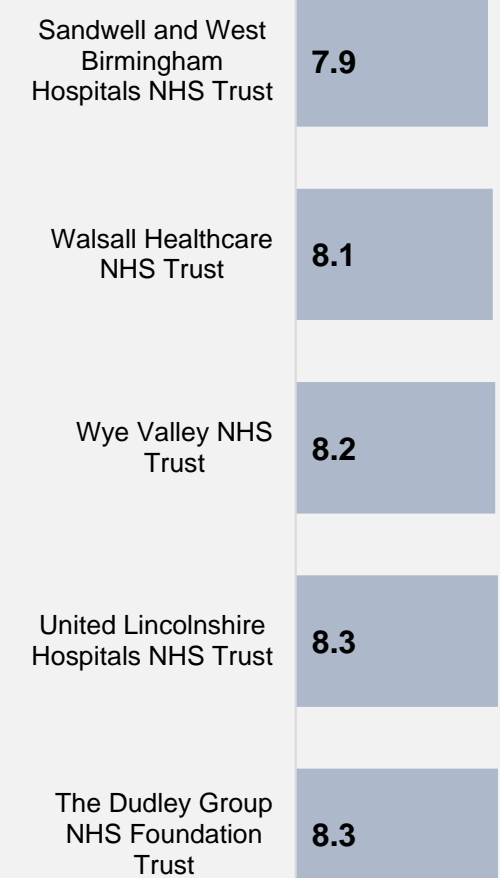 Sandwell and West
Birmingham
Hospitals NHS Trust
7.9
Walsall Healthcare
NHS Trust
8.1
Wye Valley NHS
Trust
8.2
United Lincolnshire
Hospitals NHS Trust
8.3
The Dudley Group
NHS Foundation
Trust
8.3